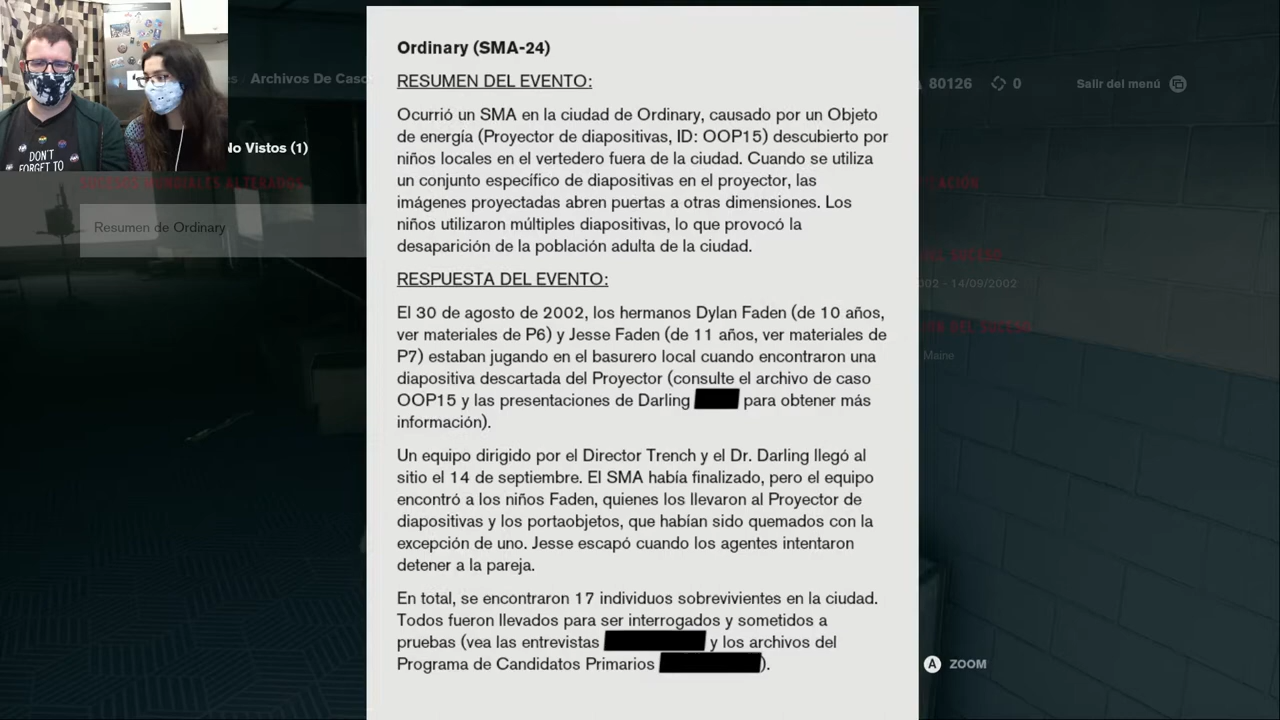 Ordinary (SMA-24)
RESUMEN DEL EVENTO:
Ocurrió un SMA en la ciudad de Ordinary, causado por un Objeto
de energía (Proyector de diapositivas, ID: OOP15) descubierto por
niños locales en el vertedero fuera de la ciudad. Cuando se utiliza
un conjunto específico de diapositivas en el proyector, las
imágenes proyectadas abren puertas a otras dimensiones. Los
niños utilizaron múltiples diapositivas, lo que provocó la
desaparición de la población adulta de la ciudad.
RESPUESTA DEL EVENTO:
El 30 de agosto de 2002, los hermanos Dylan Faden (de 10 años,
ver materiales de P6) y Jesse Faden (de 11 años, ver materiales de
P7) estaban jugando en el basurero local cuando encontraron una
diapositiva descartada del Proyector (consulte el archivo de caso
OOP15 y las presentaciones de Darling para obtener más
información).
Un equipo dirigido por el Director Trench y el Dr. Darling llegó al
sitio el 14 de septiembre. El SMA había finalizado, pero el equipo
encontró a los niños Faden, quienes los llevaron al Proyector de
diapositivas y los portaobjetos, que habían sido quemados con la
excepción de uno. Jesse escapó cuando los agentes intentaron
detener a la pareja.
En total, se encontraron 17 individuos sobrevivientes en la ciudad.
Todos fueron llevados para ser interrogados y sometidos a
pruebas (vea las entrevistas y los archivos del
Programa de Candidatos Primarios ).
Archivos De Caso
80126
0
Salir del menú
No Vistos (1)
MUNDIALES ALTERADOS
Resumen de Ordinary
SUCESO
002 - 14/09/2002
DEL SUCESO
Maine
A ZOOM
DON'T
FORGET TO